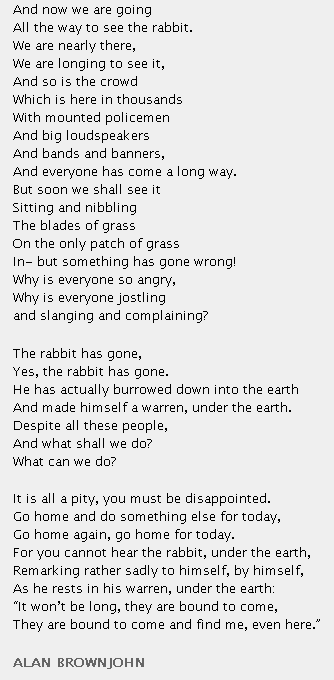 And now we are going
All the way to see the rabbit.
We are nearly there,
We are longing to see it,
And so is the crowd
Which is here in thousands
With mounted policemen
And big loudspeakers
And bands and banners,
And everyone has come a long way.
But soon we shall see it
Sitting and nibbling
The blades of grass
On the only patch of grass
In– but something has gone wrong!
Why is everyone so angry,
Why is everyone jostling
and slanging and complaining?

The rabbit has gone,
Yes, the rabbit has gone.
He has actually burrowed down into the earth
And made himself a warren, under the earth.
Despite all these people,
And what shall we do?
What can we do?

It is all a pity, you must be disappointed.
Go home and do something else for today,
Go home again, go home for today.
For you cannot hear the rabbit, under the earth,
Remarking rather sadly to himself, by himself,
As he rests in his warren, under the earth:
“It won’t be long, they are bound to come,
They are bound to come and find me, even here.”

ALAN BROWNJOHN